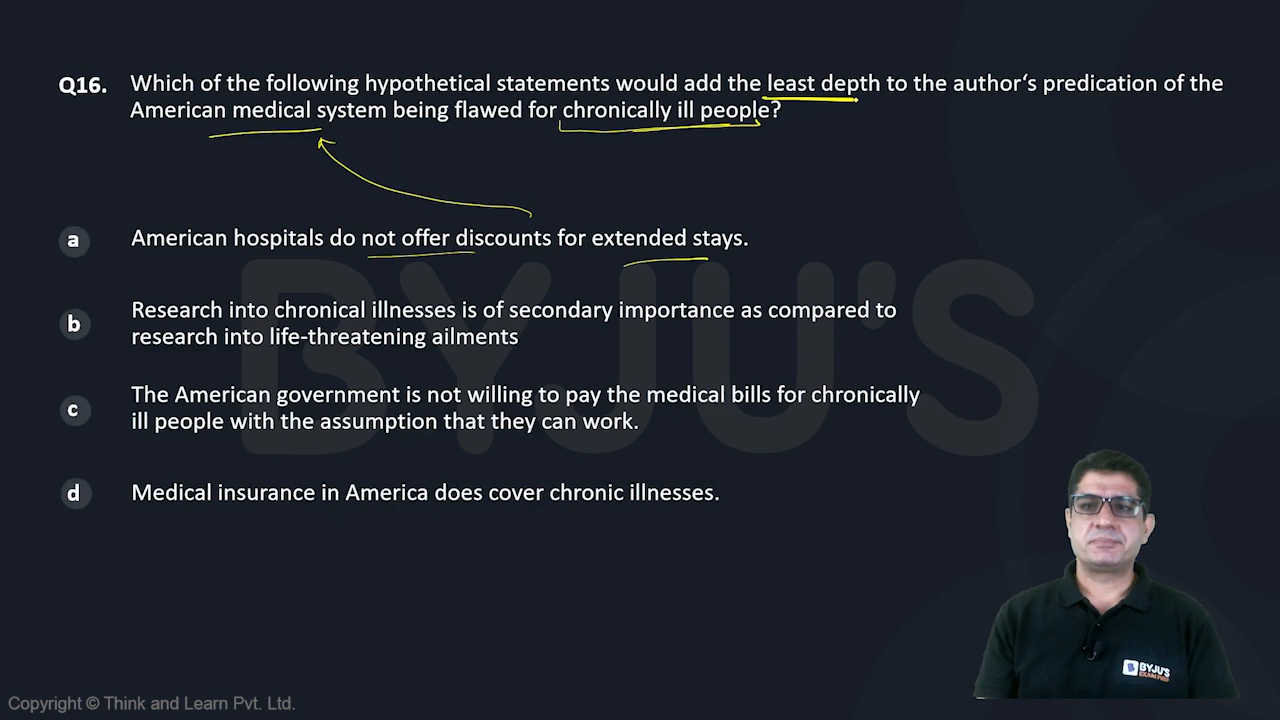 Q16. Which of the following hypothetical statements would add the least depth to the author‘s predication of the
American medical system being flawed for chronically ill people?
a American hospitals do not offer discounts for extended stays.
b Research into chronical illnesses is of secondary importance as compared to
research into life-threatening ailments
c The American government is not willing to pay the medical bills for chronically
ill people with the assumption that they can work.
d Medical insurance in America does cover chronic illnesses.
BYJU'S
BYJU'S
EXAM PREP
Copyright © Think and Learn Pvt. Ltd.